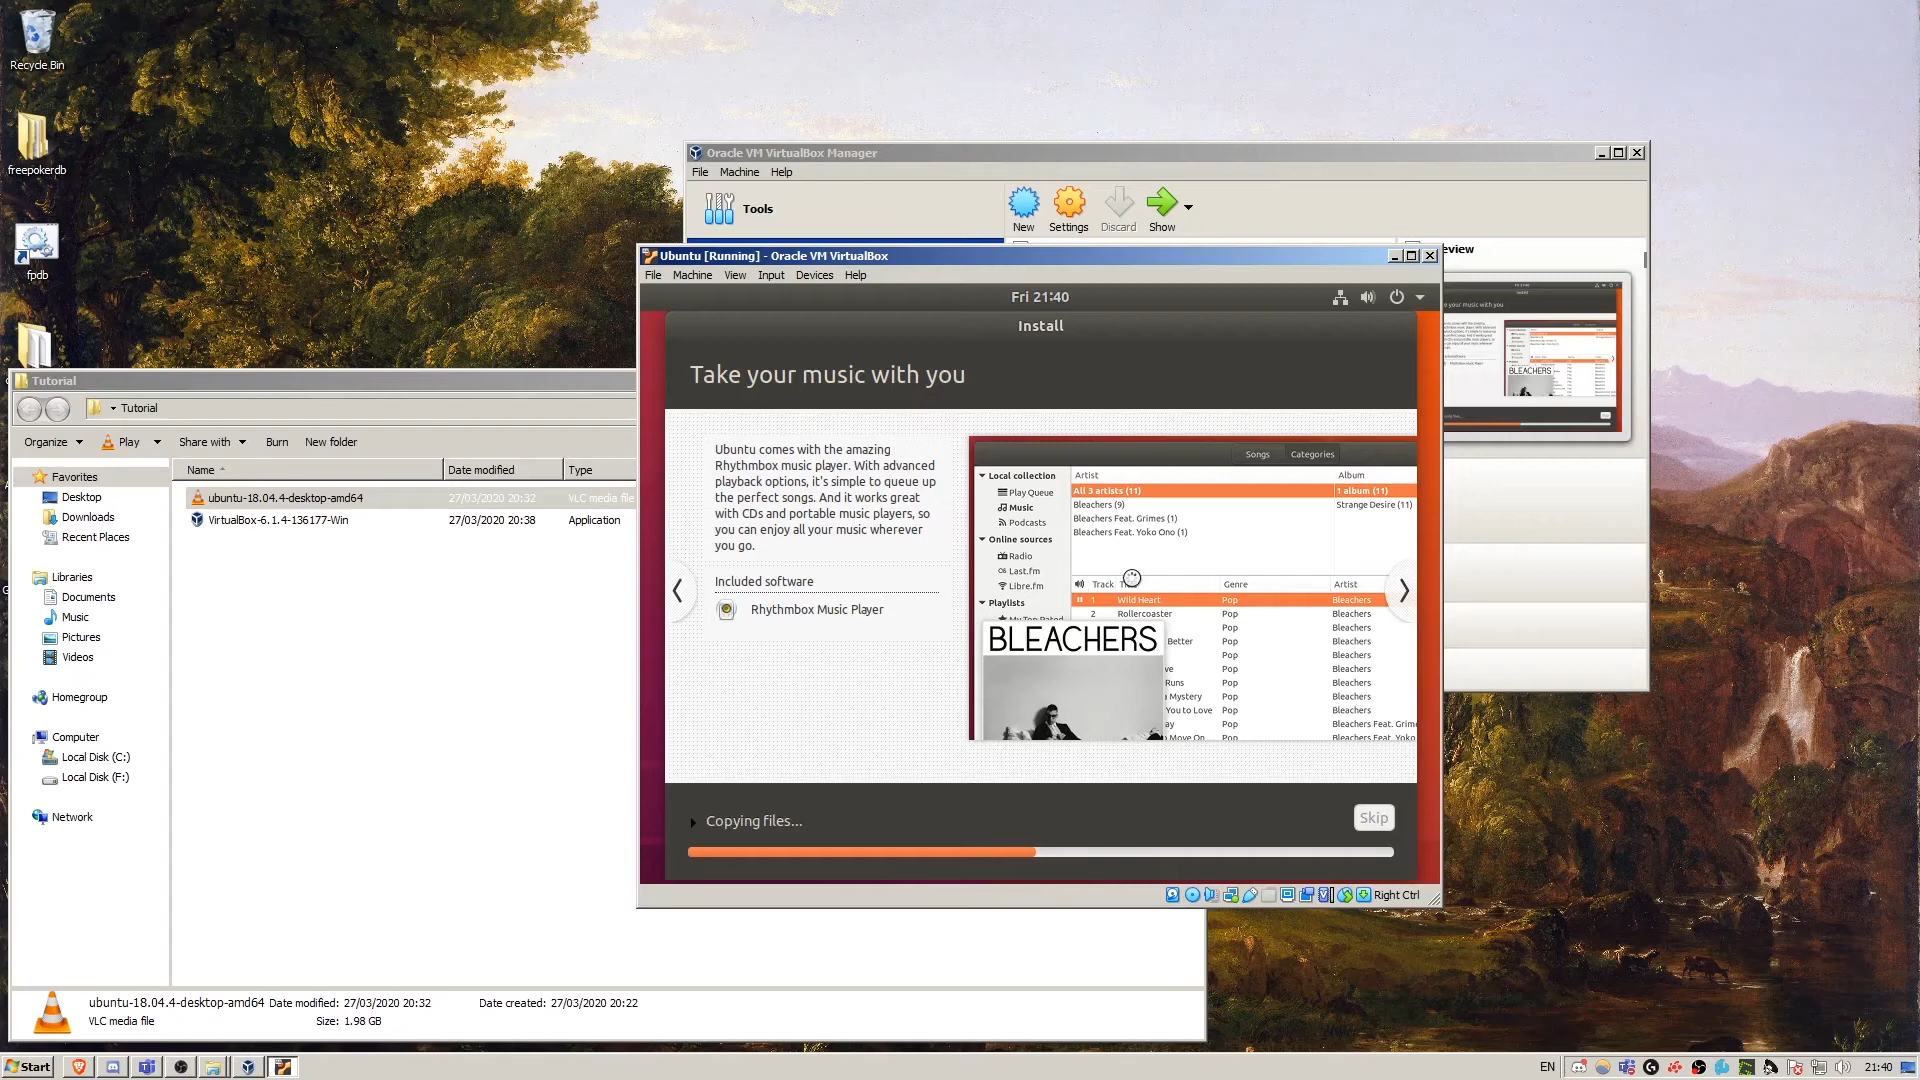 Recycle Bin
freepokerdb
fpdb
Oracle VM VirtualBox Manager
File Machine Help
Tools
New Settings Discard Show
eview
Ubuntu [Running] - Oracle VM VirtualBox
File Machine View Input Devices Help
Fri 21:40
Install
Take your music with you
Ubuntu comes with the amazing
Rhythmbox music player. With advanced
playback options, it's simple to queue up
the perfect songs. And it works great
with CDs and portable music players, so
you can enjoy all your music wherever
you go.
Included software
Rhythmbox Music Player
Songs Categories
Local collection
Play Queue
Music
Podcasts
Online sources
Radio
Last.fm
Libre.fm
Playlists
My Top Rated
Artist Album
All 3 artists (11) 1 album (11)
Bleachers (9) Strange Desire (11)
Bleachers Feat. Grimes (1)
Bleachers Feat. Yoko Ono (1)
Track Genre Artist
1 Wild Heart Pop Bleachers
2 Rollercoaster Pop Bleachers
Pop Bleachers
Better Pop Bleachers
Pop Bleachers
ve Pop Bleachers
Runs Pop Bleachers
a Mystery Pop Bleachers
You to Love Pop Bleachers
ay Pop Bleachers Feat. Grime
Move On Pop Bleachers Feat. Yoko
BLEACHERS
Copying files...
Skip
Right Ctrl
Tutorial
Tutorial
Organize Play Share with Burn New folder
Name Date modified Type
ubuntu-18.04.4-desktop-amd64 27/03/2020 20:32 VLC media file
VirtualBox-6.1.4-136177-Win 27/03/2020 20:38 Application
Favorites
Desktop
Downloads
Recent Places
Libraries
Documents
Music
Pictures
Videos
Homegroup
Computer
Local Disk (C:)
Local Disk (F:)
Network
ubuntu-18.04.4-desktop-amd64 Date modified: 27/03/2020 20:32 Date created: 27/03/2020 20:22
VLC media file Size: 1.98 GB
Start
EN
21:40